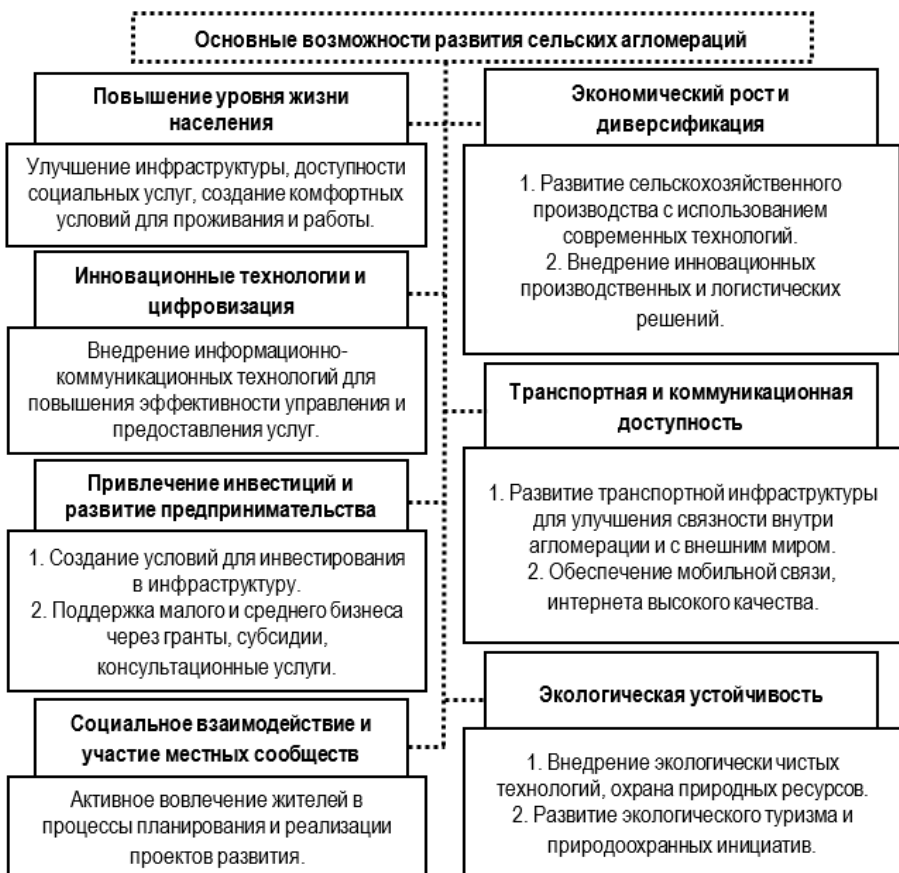 Основные возможности развития сельских агломераций
Повышение уровня жизни
населения
Улучшение инфраструктуры, доступности
социальных услуг, создание комфортных
условий для проживания и работы.
Инновационные технологии и
цифровизация
Внедрение информационно-
коммуникационных технологий для
повышения эффективности управления и
предоставления услуг.
Привлечение инвестиций и
развитие предпринимательства
1. Создание условий для инвестирования
в инфраструктуру.
2. Поддержка малого и среднего бизнеса
через гранты, субсидии,
консультационные услуги.
Социальное взаимодействие и
участие местных сообществ
Активное вовлечение жителей в
процессы планирования и реализации
проектов развития.
Экономический рост и
диверсификация
1. Развитие сельскохозяйственного
производства с использованием
современных технологий.
2. Внедрение инновационных
производственных и логистических
решений.
Транспортная и коммуникационная
доступность
1. Развитие транспортной инфраструктуры
для улучшения связности внутри
агломерации и с внешним миром.
2. Обеспечение мобильной связи,
интернета высокого качества.
Экологическая устойчивость
1. Внедрение экологически чистых
технологий, охрана природных ресурсов.
2. Развитие экологического туризма и
природоохранных инициатив.